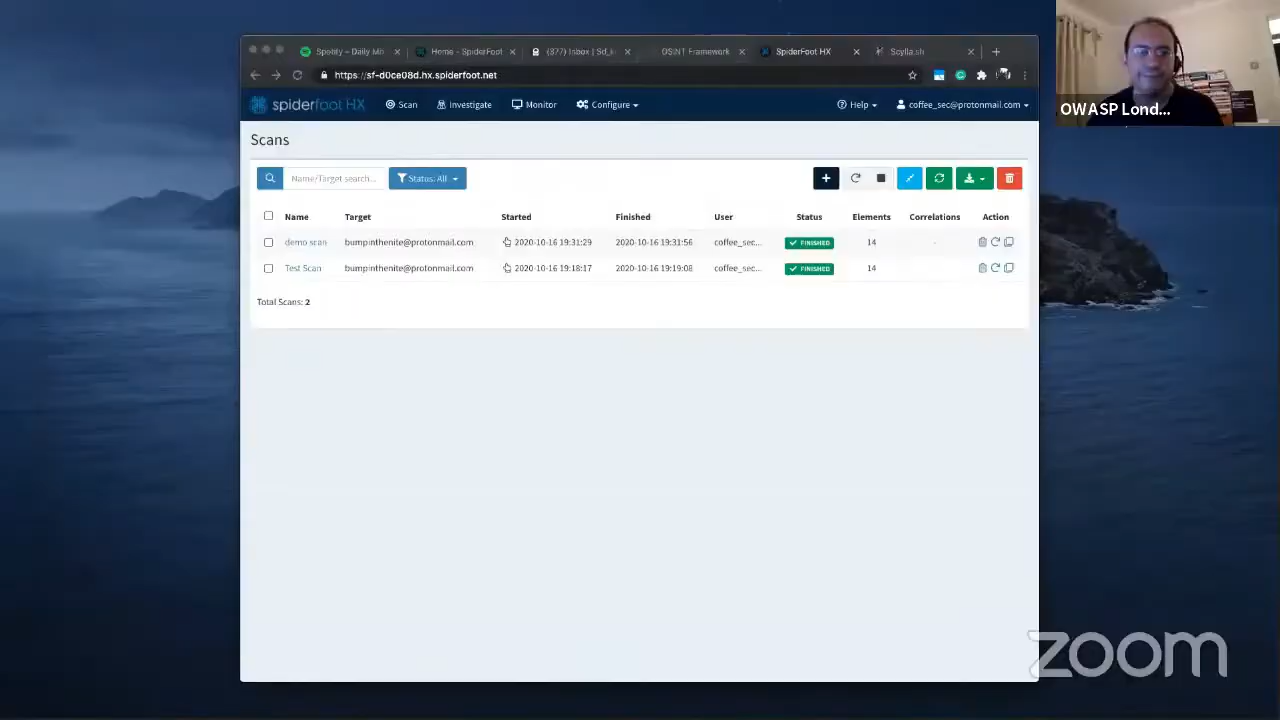 Spotify – Daily Mi
Home - SpiderFoot
(877) Inbox | Sd_
OSINT Framework
SpiderFoot HX
Scylla.sh
https://sf-d0ce08d.hx.spiderfoot.net
spiderfoot HX
Scan
Investigate
Monitor
Configure
Help
coffee_sec@protonmail.com
OWASP Lond...
Scans
Name/Target search...
Status: All
Name Target Started Finished User Status Elements Correlations Action
demo scan bumpinthenite@protonmail.com 2020-10-16 19:31:29 2020-10-16 19:31:56 coffee_sec... FINISHED 14 -
Test Scan bumpinthenite@protonmail.com 2020-10-16 19:18:17 2020-10-16 19:19:08 coffee_sec... FINISHED 14
Total Scans: 2
zoom